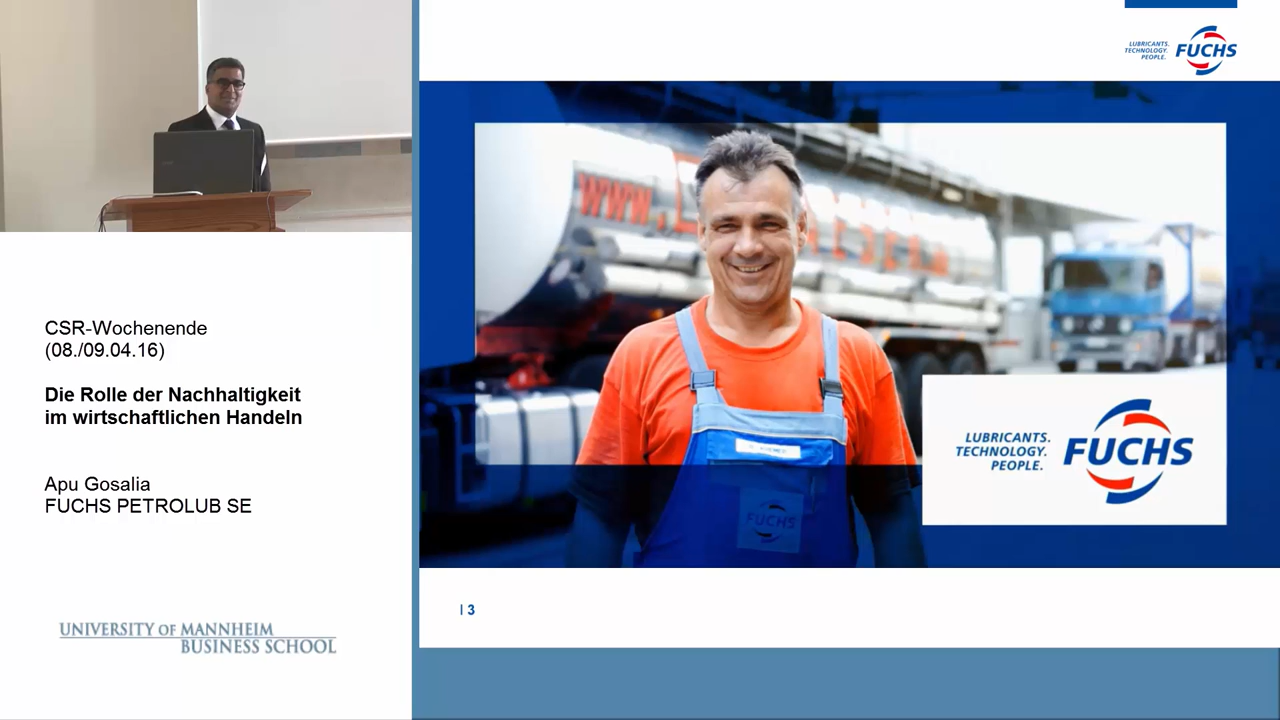 CSR-Wochenende
(08./09.04.16)
Die Rolle der Nachhaltigkeit
im wirtschaftlichen Handeln
Apu Gosalia
FUCHS PETROLUB SE
UNIVERSITY OF MANNHEIM
BUSINESS SCHOOL
LUBRICANTS.
TECHNOLOGY.
PEOPLE.
FUCHS
www.
LUBRICANTS.
TECHNOLOGY.
PEOPLE.
FUCHS
FUCHS
| 3